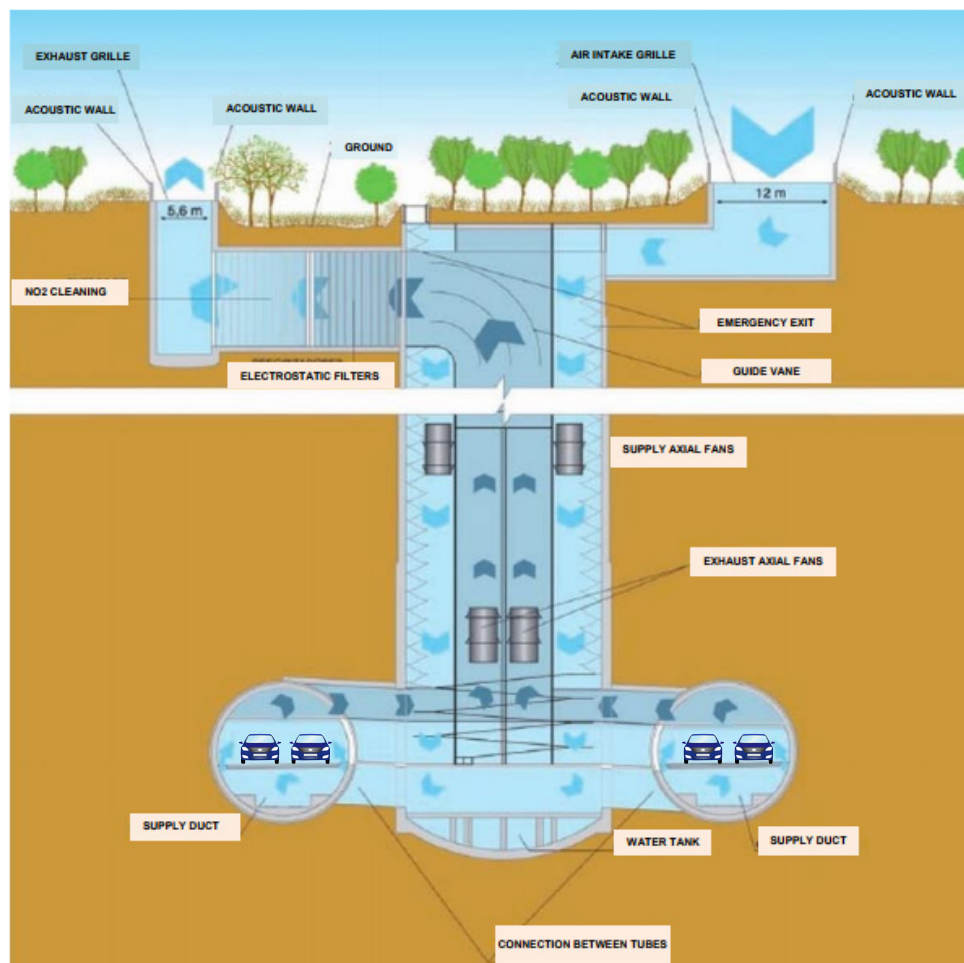 EXHAUST GRILLE
AIR INTAKE GRILLE
ACOUSTIC WALL
ACOUSTIC WALL
ACOUSTIC WALL
ACOUSTIC WALL
GROUND
5,6 m
12 m
NO2 CLEANING
EMERGENCY EXIT
ELECTROSTATIC FILTERS
GUIDE VANE
SUPPLY AXIAL FANS
EXHAUST AXIAL FANS
SUPPLY DUCT
WATER TANK
SUPPLY DUCT
CONNECTION BETWEEN TUBES